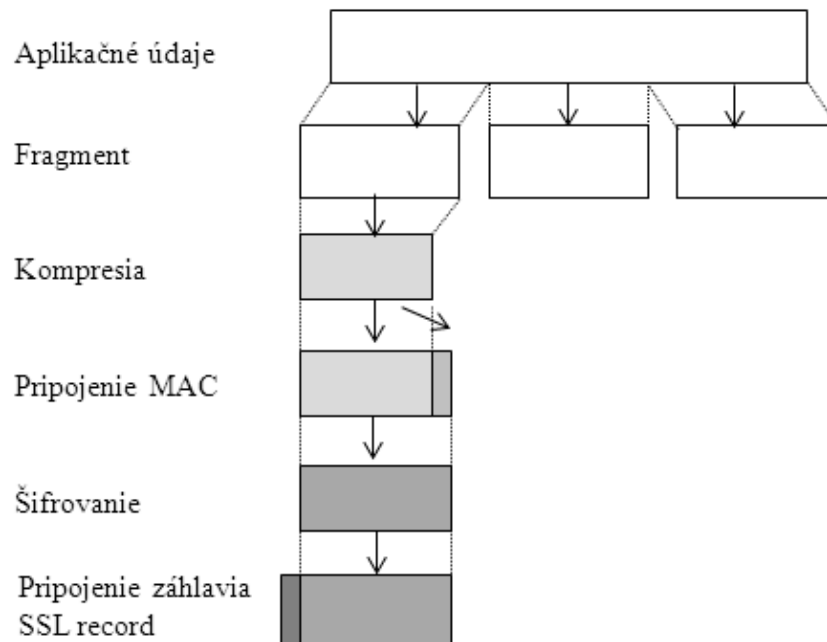 Aplikačné údaje
Fragment
Kompresia
Pripojenie MAC
Šifrovanie
Pripojenie záhlavia
SSL record